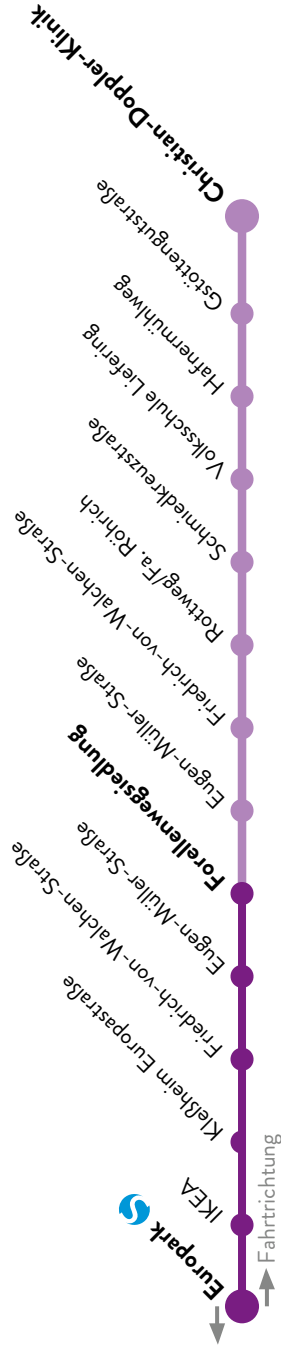 Christian-Doppler-Klinik
Gstöttengutstraße
Hafnermühlweg
Volksschule Liefering
Schmiedkreuzstraße
Rottweg/Fa. Röhrich
Friedrich-von-Walchen-Straße
Eugen-Müller-Straße
Forellenwegsiedlung
Eugen-Müller-Straße
Friedrich-von-Walchen-Straße
Kleßheim Europastraße
IKEA
Europark S
Fahrtrichtung